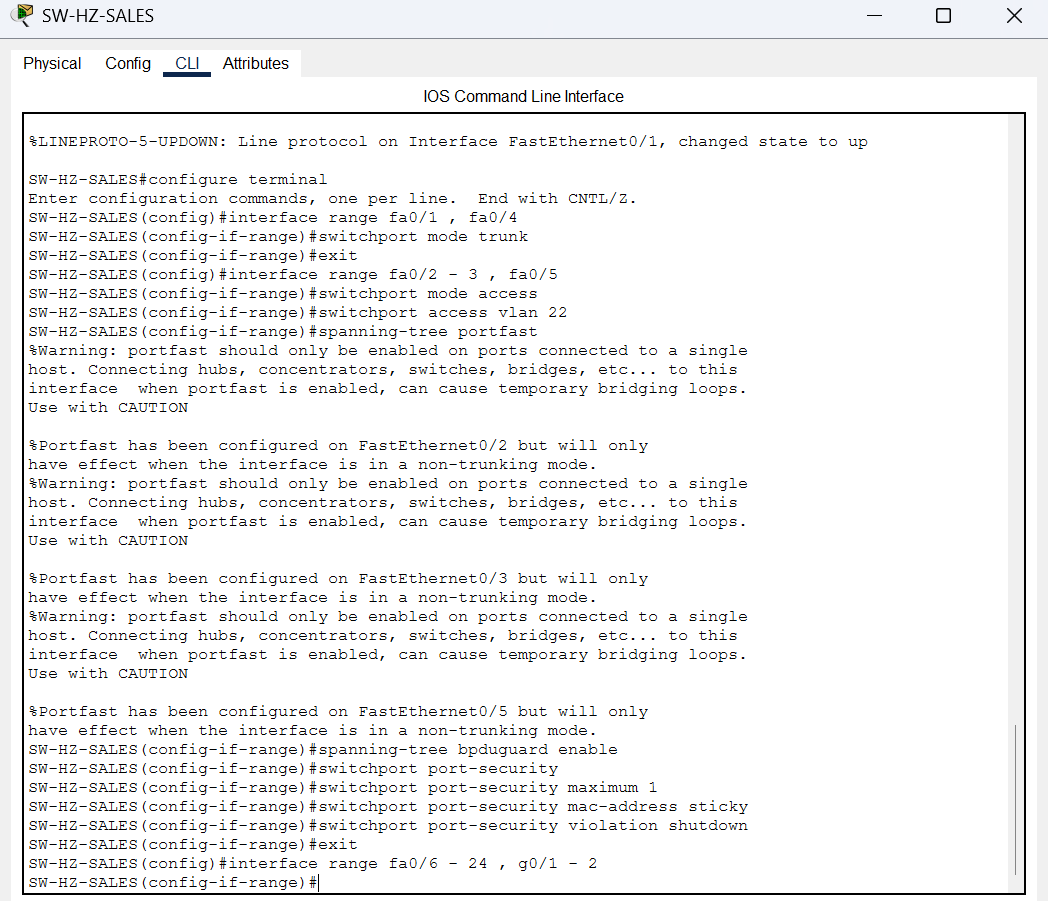 SW-HZ-SALES
Physical Config CLI Attributes
IOS Command Line Interface
%LINEPROTO-5-UPDOWN: Line protocol on Interface FastEthernet0/1, changed state to up
SW-HZ-SALES#configure terminal
Enter configuration commands, one per line.  End with CNTL/Z.
SW-HZ-SALES(config)#interface range fa0/1 , fa0/4
SW-HZ-SALES(config-if-range)#switchport mode trunk
SW-HZ-SALES(config-if-range)#exit
SW-HZ-SALES(config)#interface range fa0/2 - 3 , fa0/5
SW-HZ-SALES(config-if-range)#switchport mode access
SW-HZ-SALES(config-if-range)#switchport access vlan 22
SW-HZ-SALES(config-if-range)#spanning-tree portfast
%Warning: portfast should only be enabled on ports connected to a single
host. Connecting hubs, concentrators, switches, bridges, etc... to this
interface  when portfast is enabled, can cause temporary bridging loops.
Use with CAUTION
%Portfast has been configured on FastEthernet0/2 but will only
have effect when the interface is in a non-trunking mode.
%Warning: portfast should only be enabled on ports connected to a single
host. Connecting hubs, concentrators, switches, bridges, etc... to this
interface  when portfast is enabled, can cause temporary bridging loops.
Use with CAUTION
%Portfast has been configured on FastEthernet0/3 but will only
have effect when the interface is in a non-trunking mode.
%Warning: portfast should only be enabled on ports connected to a single
host. Connecting hubs, concentrators, switches, bridges, etc... to this
interface  when portfast is enabled, can cause temporary bridging loops.
Use with CAUTION
%Portfast has been configured on FastEthernet0/5 but will only
have effect when the interface is in a non-trunking mode.
SW-HZ-SALES(config-if-range)#spanning-tree bpduguard enable
SW-HZ-SALES(config-if-range)#switchport port-security
SW-HZ-SALES(config-if-range)#switchport port-security maximum 1
SW-HZ-SALES(config-if-range)#switchport port-security mac-address sticky
SW-HZ-SALES(config-if-range)#switchport port-security violation shutdown
SW-HZ-SALES(config-if-range)#exit
SW-HZ-SALES(config)#interface range fa0/6 - 24 , g0/1 - 2
SW-HZ-SALES(config-if-range)#